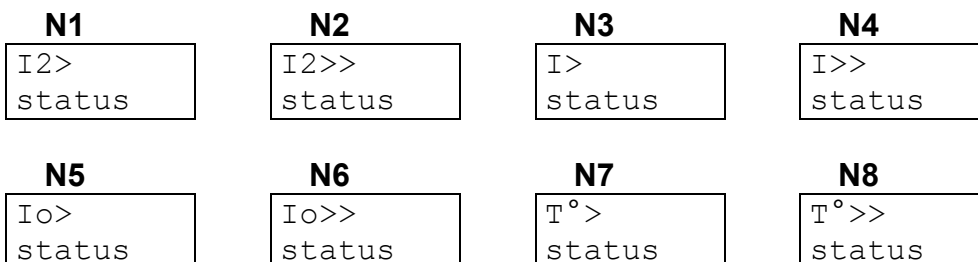 N1 N2 N3 N4
I2> I2>> I> I>>
status status status status
N5 N6 N7 N8
Io> Io>> T°> T°>>
status status status status